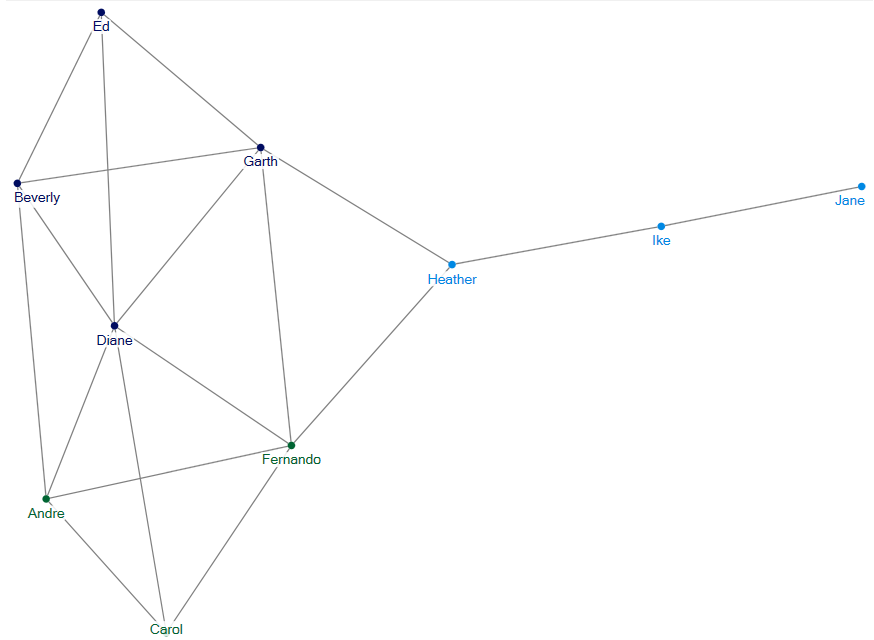 Ed
Garth
Beverly
Jane
Ike
Heather
Diane
Fernando
Andre
Carol